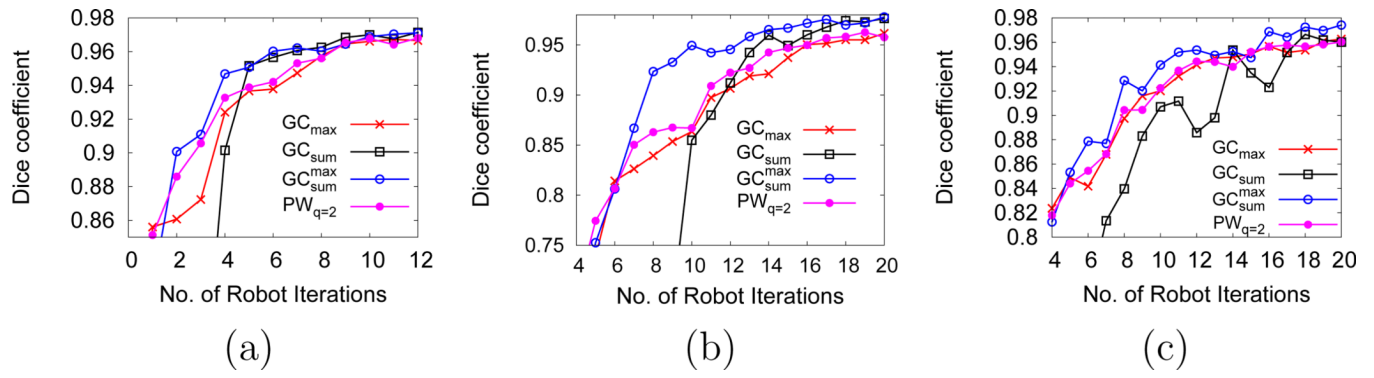 Dice coefficient
0.98
0.96
0.94
0.92
0.9
0.88
0.86
GCmax
GCsum
GCmaxsum
PWq=2
0 2 4 6 8 10 12
No. of Robot Iterations
(a)
Dice coefficient
0.95
0.9
0.85
0.8
0.75
GCmax
GCsum
GCmaxsum
PWq=2
4 6 8 10 12 14 16 18 20
No. of Robot Iterations
(b)
Dice coefficient
0.98
0.96
0.94
0.92
0.9
0.88
0.86
0.84
0.82
0.8
GCmax
GCsum
GCmaxsum
PWq=2
4 6 8 10 12 14 16 18 20
No. of Robot Iterations
(c)